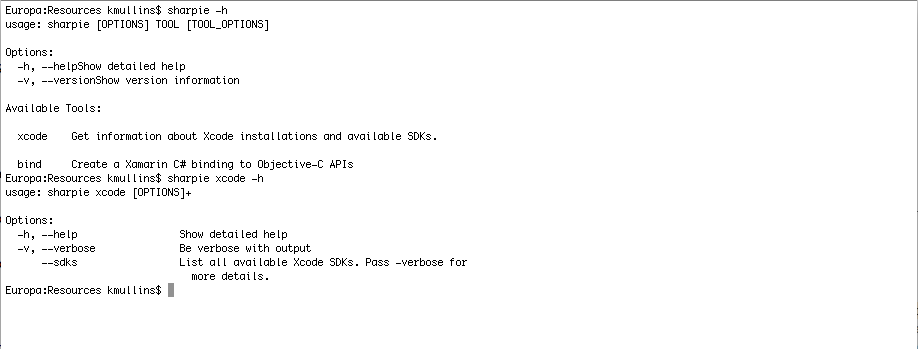 Europa:Resources kmullins$ sharpie -h
usage: sharpie [OPTIONS] TOOL [TOOL_OPTIONS]

Options:
  -h, --helpShow detailed help
  -v, --versionShow version information

Available Tools:

  xcode    Get information about Xcode installations and available SDKs.

  bind     Create a Xamarin C# binding to Objective-C APIs
Europa:Resources kmullins$ sharpie xcode -h
usage: sharpie xcode [OPTION]+

Options:
  -h, --help                 Show detailed help
  -v, --verbose              Be verbose with output
      --sdks                 List all available Xcode SDKs. Pass -verbose for
                               more details.
Europa:Resources kmullins$